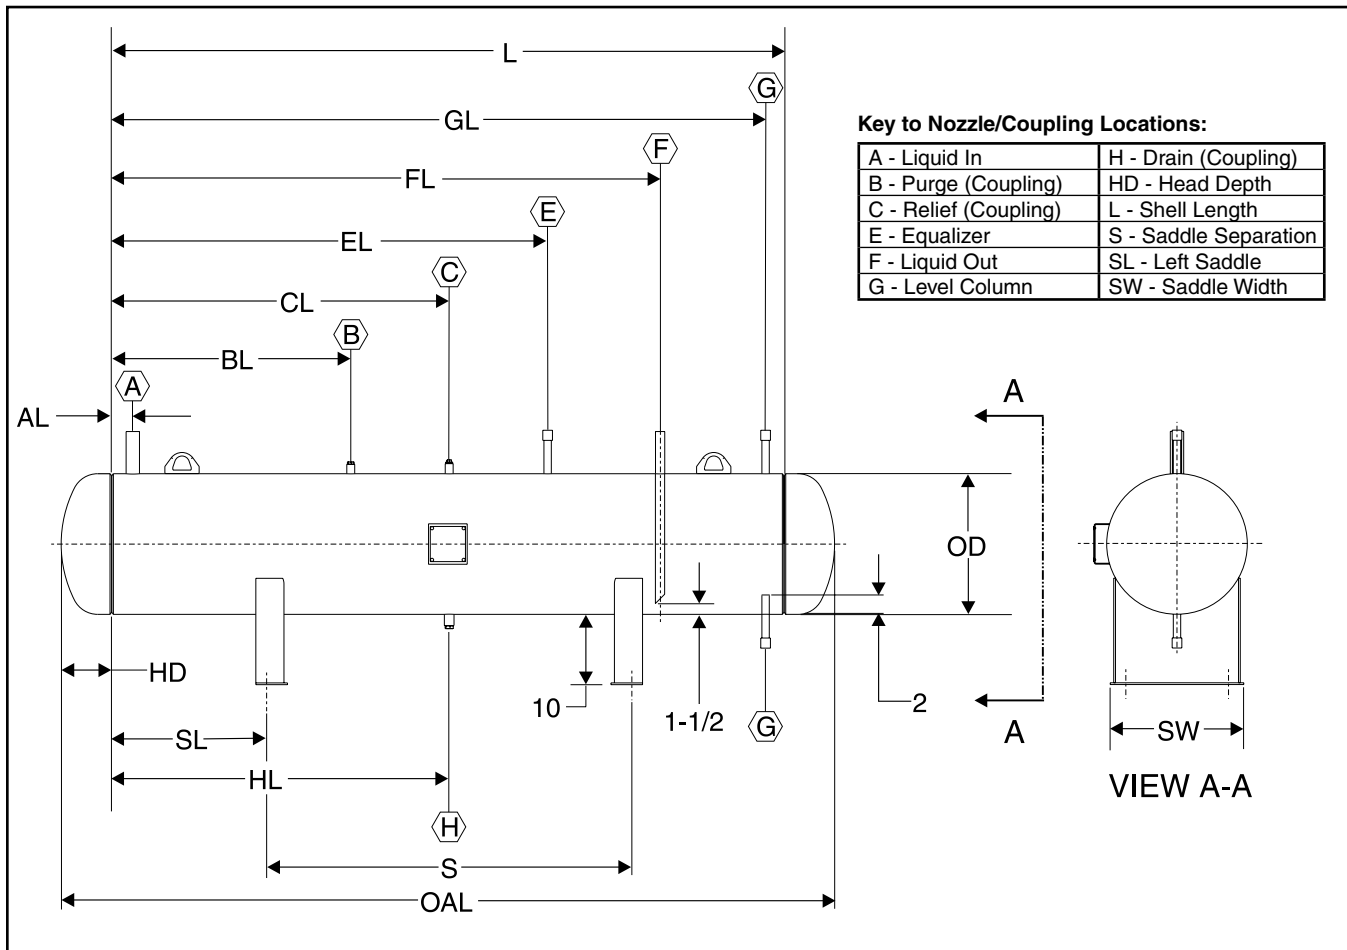 L
G
GL
Key to Nozzle/Coupling Locations:
A - Liquid In H - Drain (Coupling)
B - Purge (Coupling) HD - Head Depth
C - Relief (Coupling) L - Shell Length
E - Equalizer S - Saddle Separation
F - Liquid Out SL - Left Saddle
G - Level Column SW - Saddle Width
F
FL
E
EL
C
CL
B
BL
A
AL
A
OD
HD
10
1-1/2
2
G
A
SL
HL
SW
VIEW A-A
H
S
OAL